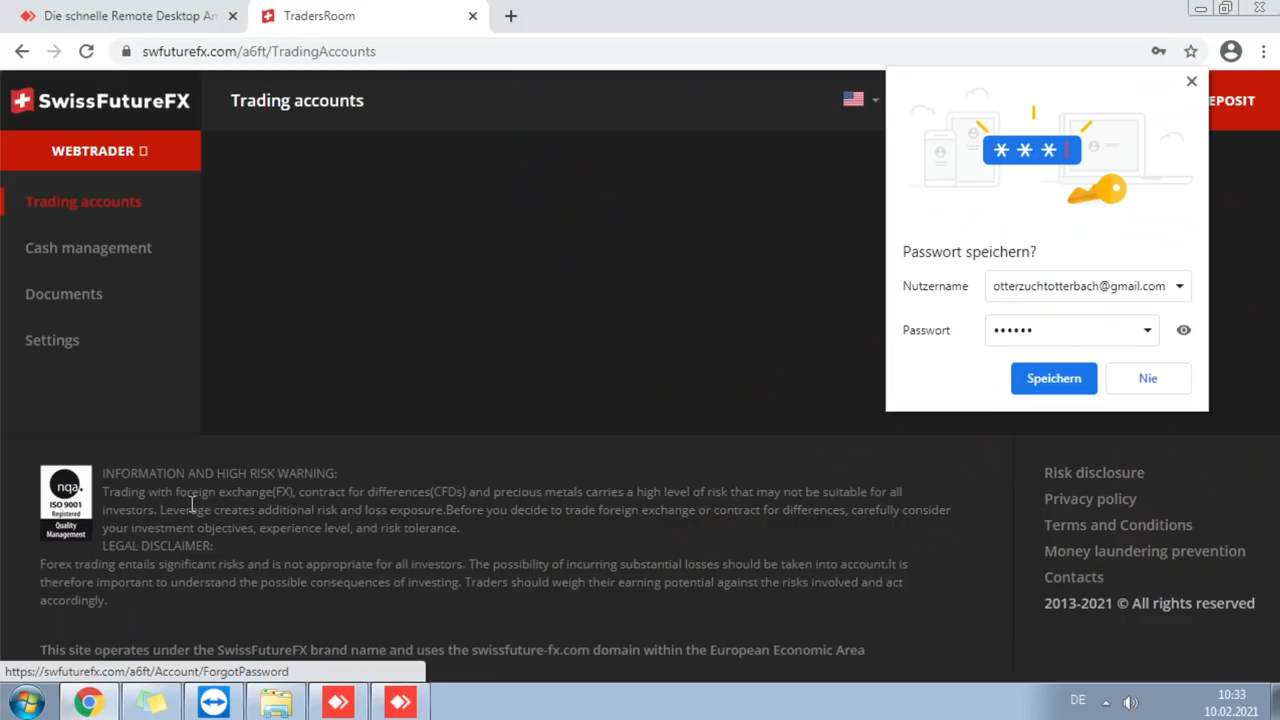 Die schnelle Remote Desktop An
TradersRoom
swfuturefx.com/a6ft/TradingAccounts
SwissFutureFX
Trading accounts
EPOSIT
WEBTRADER
Trading accounts
Cash management
Documents
Settings
***
Passwort speichern?
Nutzername
otterzuchtotterbach@gmail.com
Passwort
••••••
Speichern
Nie
nqa.
ISO 9001
Registered
Quality
Management
INFORMATION AND HIGH RISK WARNING:
Trading with foreign exchange(FX), contract for differences(CFDs) and precious metals carries a high level of risk that may not be suitable for all
investors. Leverage creates additional risk and loss exposure.Before you decide to trade foreign exchange or contract for differences, carefully consider
your investment objectives, experience level, and risk tolerance.
LEGAL DISCLAIMER:
Forex trading entails significant risks and is not appropriate for all investors. The possibility of incurring substantial losses should be taken into account.It is
therefore important to understand the possible consequences of investing. Traders should weigh their earning potential against the risks involved and act
accordingly.
This site operates under the SwissFutureFX brand name and uses the swissfuture-fx.com domain within the European Economic Area
Risk disclosure
Privacy policy
Terms and Conditions
Money laundering prevention
Contacts
2013-2021 © All rights reserved
https://swfuturefx.com/a6ft/Account/ForgotPassword
DE
10:33
10.02.2021